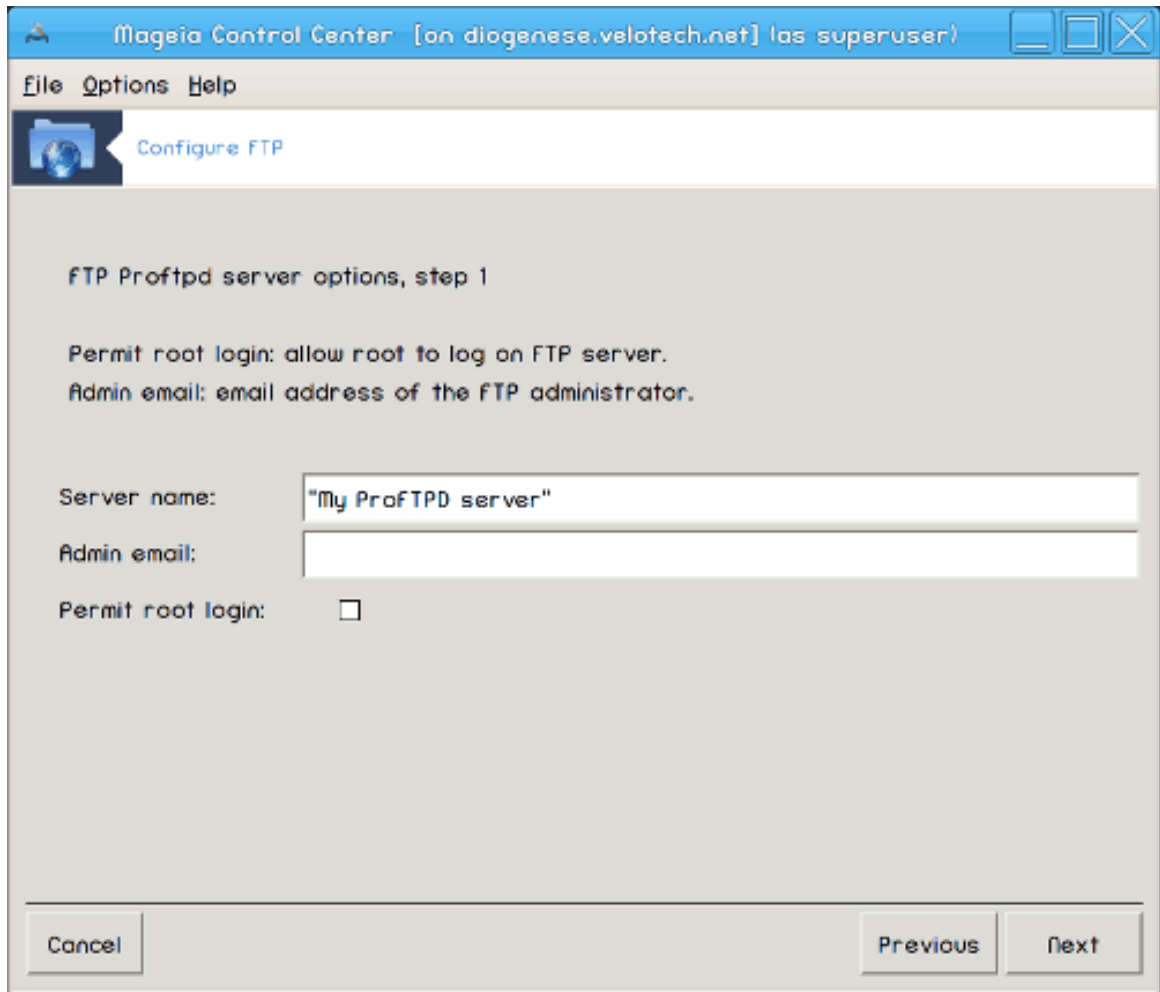 Mageia Control Center [on diogenese.velotech.net] (as superuser)
File Options Help
Configure FTP
FTP Proftpd server options, step 1
Permit root login: allow root to log on FTP server.
Admin email: email address of the FTP administrator.
Server name: "My ProFTPD server"
Admin email:
Permit root login:
Cancel Previous Next